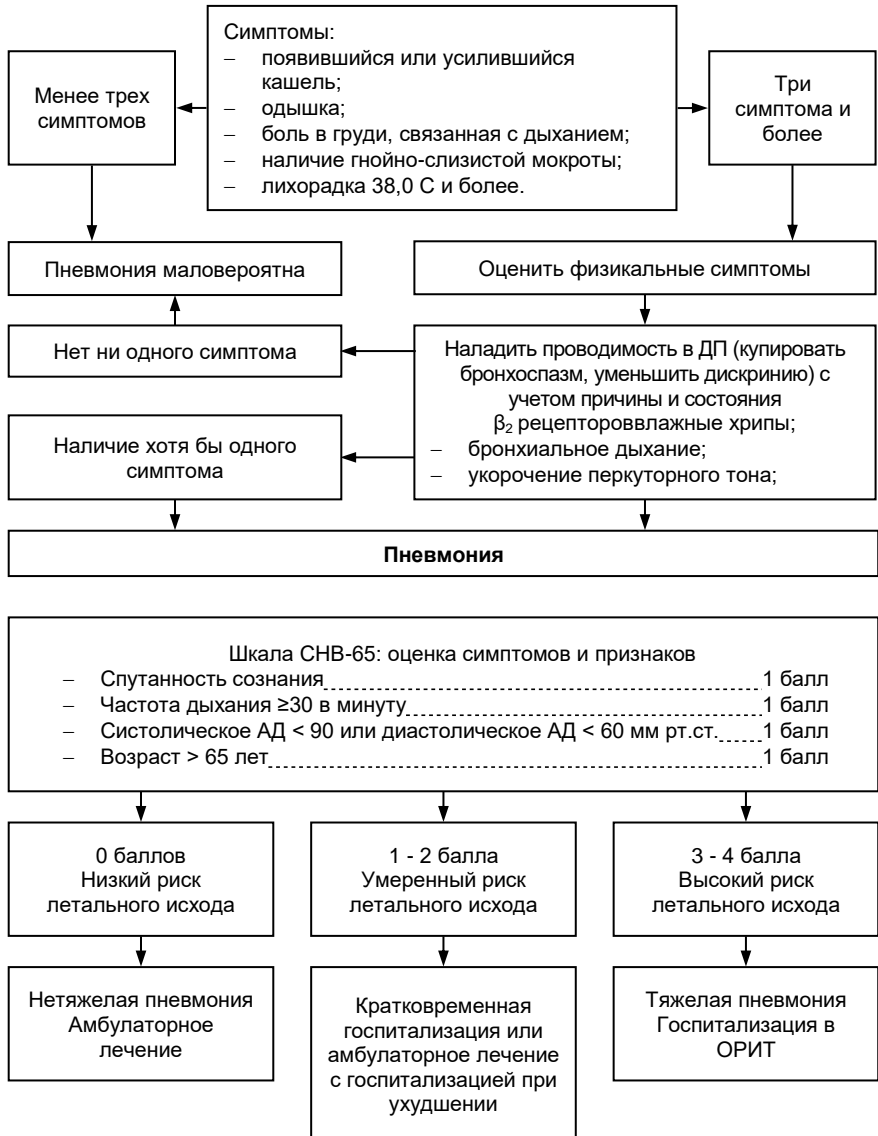 Симптомы:
– появившийся или усилившийся
кашель;
– одышка;
– боль в груди, связанная с дыханием;
– наличие гнойно-слизистой мокроты;
– лихорадка 38,0 С и более.
Менее трех
симптомов
Три
симптома и
более
Пневмония маловероятна
Оценить физикальные симптомы
Нет ни одного симптома
Наладить проводимость в ДП (купировать
бронхоспазм, уменьшить дискринию) с
учетом причины и состояния
β₂ рецептороввлажные хрипы;
– бронхиальное дыхание;
– укорочение перкуторного тона;
Наличие хотя бы одного
симптома
Пневмония
Шкала СНВ-65: оценка симптомов и признаков
– Спутанность сознания 1 балл
– Частота дыхания ≥30 в минуту 1 балл
– Систолическое АД < 90 или диастолическое АД < 60 мм рт.ст. 1 балл
– Возраст > 65 лет 1 балл
0 баллов
Низкий риск
летального исхода
1 - 2 балла
Умеренный риск
летального исхода
3 - 4 балла
Высокий риск
летального исхода
Нетяжелая пневмония
Амбулаторное
лечение
Кратковременная
госпитализация или
амбулаторное лечение
с госпитализацией при
ухудшении
Тяжелая пневмония
Госпитализация в
ОРИТ